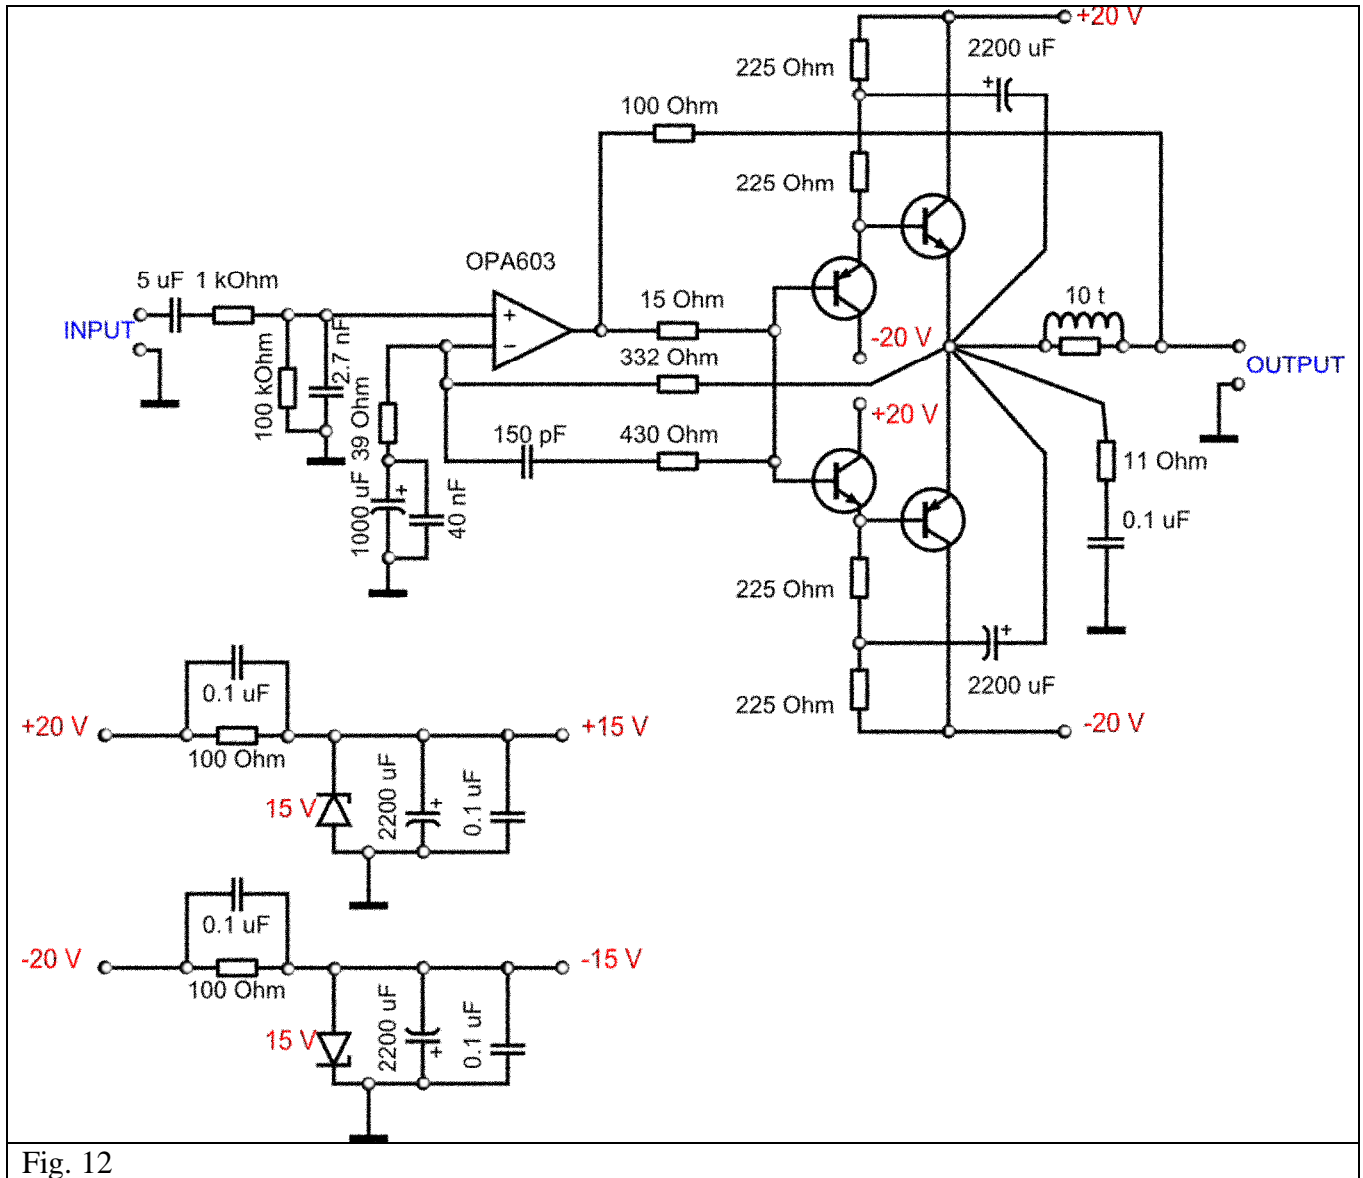 +20 V
2200 uF
+
225 Ohm
100 Ohm
225 Ohm
OPA603
5 uF 1 kOhm
15 Ohm
10 t
INPUT
+
-
-20 V
332 Ohm
OUTPUT
100 kOhm
2.7 nF
39 Ohm
+20 V
150 pF
430 Ohm
11 Ohm
1000 uF
+
40 nF
0.1 uF
225 Ohm
+
2200 uF
225 Ohm
-20 V
0.1 uF
+20 V
+15 V
100 Ohm
15 V
2200 uF
+
0.1 uF
0.1 uF
-20 V
-15 V
100 Ohm
15 V
2200 uF
+
0.1 uF
Fig. 12